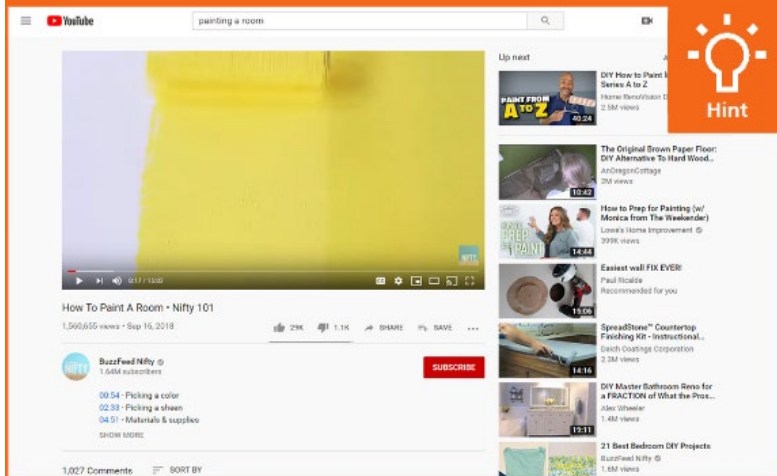 YouTube
painting a room
Hint
Up next
DIY How to Paint
Series A to Z
Home RenoVision D
2.5M views
PAINT FROM
A TO Z
40:24
The Original Brown Paper Floor:
DIY Alternative To Hard Wood...
AnOregonCottage
2M views
10:42
How to Prep for Painting (w/
Monica from The Weekender)
Lowe's Home Improvement
399K views
PREP
PAINT
14:44
Easiest wall FIX EVER!
Paul Ricalde
Recommended for you
15:06
SpreadStone™ Countertop
Finishing Kit - Instructional...
Daich Coatings Corporation
2.3M views
14:16
DIY Master Bathroom Reno for
a FRACTION of What the Pros...
Alex Wheeler
1.4M views
21 Best Bedroom DIY Projects
BuzzFeed Nifty
1.6M views
NIFTY
0:17 / 15:03
How To Paint A Room • Nifty 101
1,560,655 views • Sep 16, 2018
29K 1.1K SHARE SAVE ...
NIFTY
BuzzFeed Nifty
1.64M subscribers
SUBSCRIBE
00:54 - Picking a color
02:33 - Picking a sheen
04:51 - Materials & supplies
SHOW MORE
1,027 Comments SORT BY